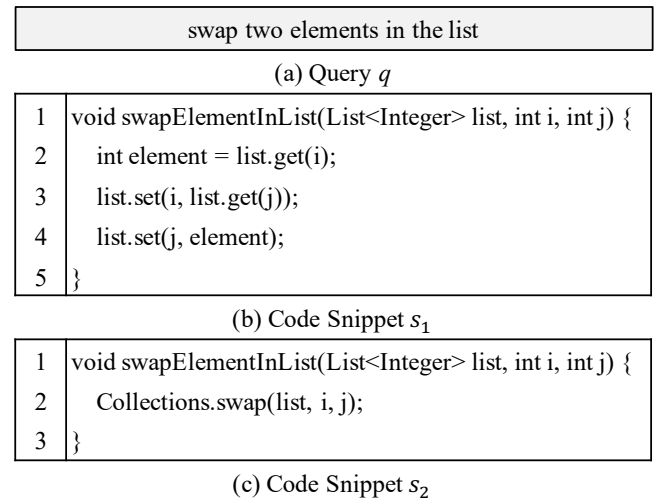 swap two elements in the list
(a) Query q
1 void swapElementInList(List<Integer> list, int i, int j) {
2 int element = list.get(i);
3 list.set(i, list.get(j));
4 list.set(j, element);
5 }
(b) Code Snippet s₁
1 void swapElementInList(List<Integer> list, int i, int j) {
2 Collections.swap(list, i, j);
3 }
(c) Code Snippet s₂